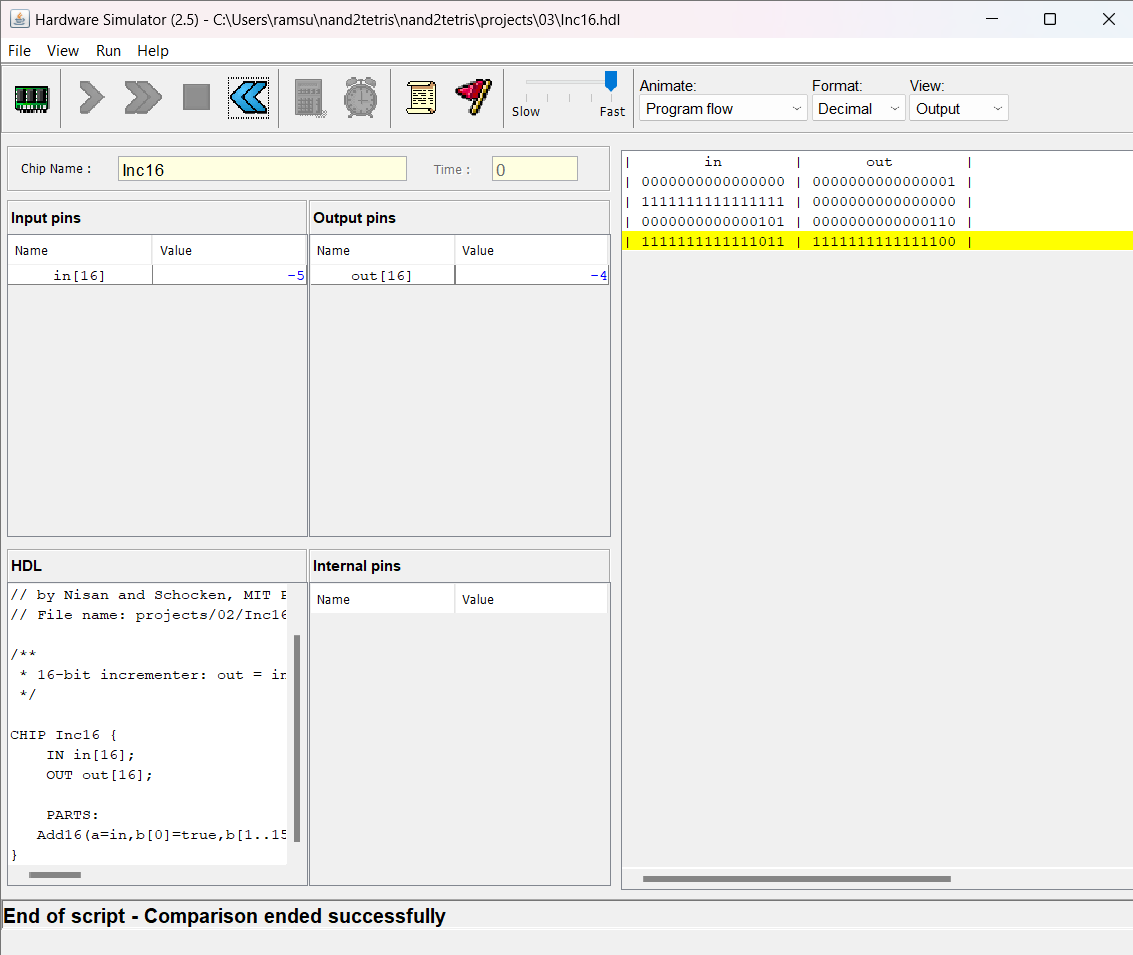 Hardware Simulator (2.5) - C:\Users\ramsu\nand2tetris\nand2tetris\projects\03\Inc16.hdl
File View Run Help
Slow Fast
Animate: Format: View:
Program flow Decimal Output
Chip Name : Inc16 Time : 0
Input pins Output pins
Name Value Name Value
in[16] -5 out[16] -4
| in | out |
| 0000000000000000 | 0000000000000001 |
| 1111111111111111 | 0000000000000000 |
| 0000000000000101 | 0000000000000110 |
| 1111111111111011 | 1111111111111100 |
HDL
// by Nisan and Schocken, MIT
// File name: projects/02/Inc16
/**
* 16-bit incrementer: out = in
*/
CHIP Inc16 {
IN in[16];
OUT out[16];
PARTS:
Add16(a=in,b[0]=true,b[1..15
}
Internal pins
Name Value
End of script - Comparison ended successfully